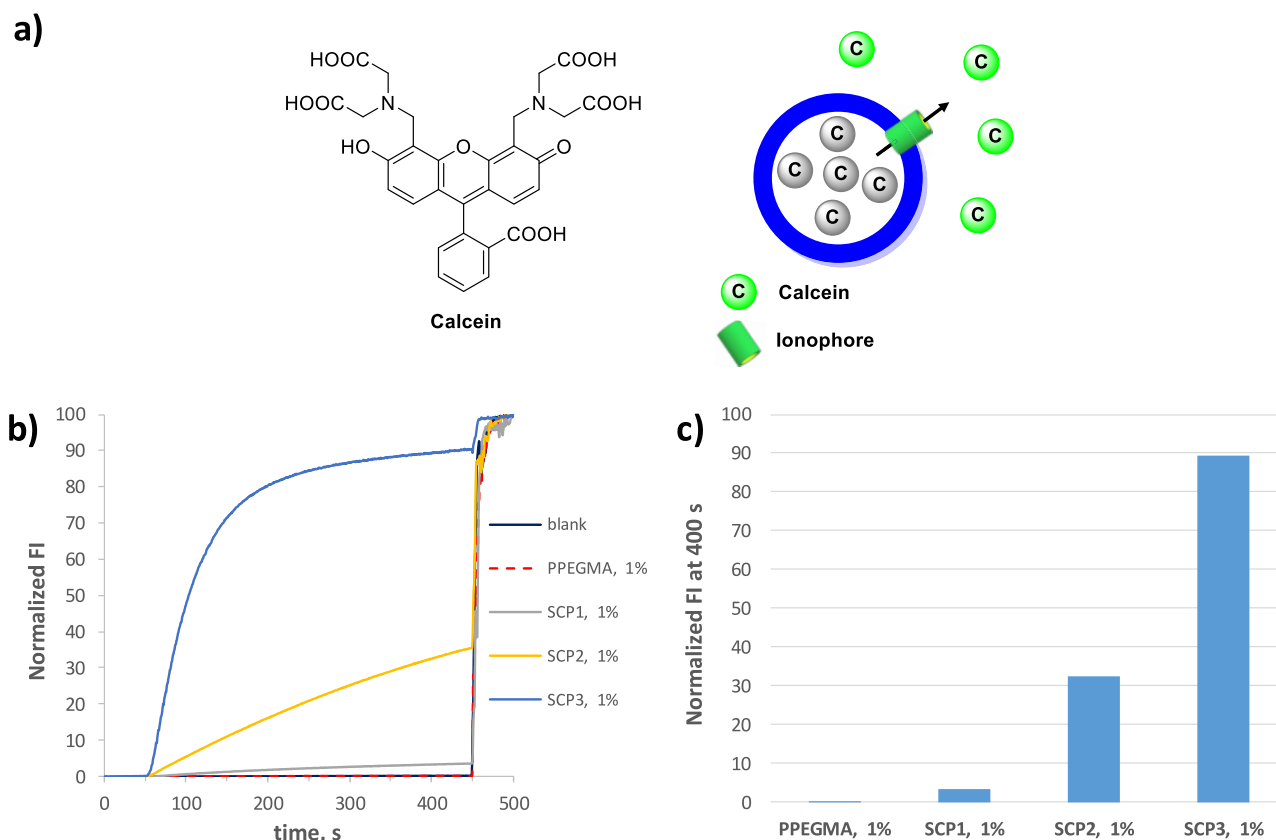 a)
HOOC
COOH
HOOC
N
N
COOH
HO
O
O
COOH
Calcein
C
C
C
C
C
C
C
C
C
C Calcein
Ionophore
b)
Normalized FI
100
90
80
70
60
50
40
30
20
10
0
0 100 200 300 400 500
time, s
blank
PPEGMA, 1%
SCP1, 1%
SCP2, 1%
SCP3, 1%
c)
Normalized FI at 400 s
100
90
80
70
60
50
40
30
20
10
0
PPEGMA, 1% SCP1, 1% SCP2, 1% SCP3, 1%